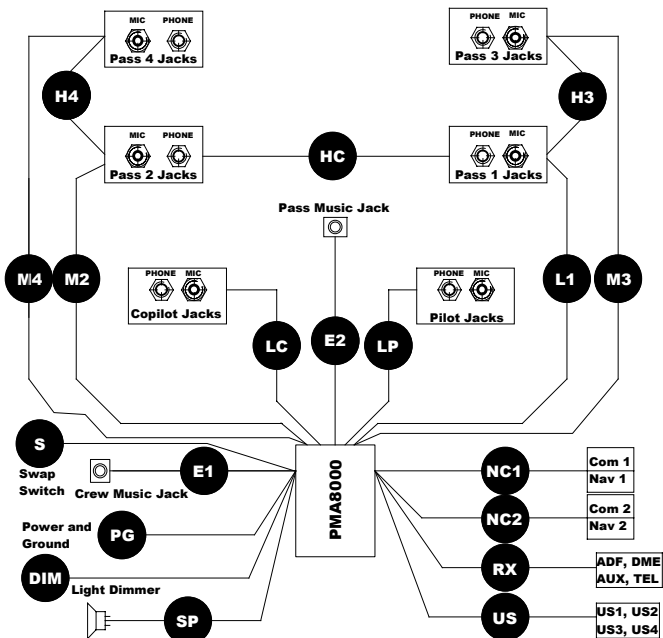 MIC PHONE
Pass 4 Jacks
PHONE MIC
Pass 3 Jacks
H4
H3
MIC PHONE
Pass 2 Jacks
HC
PHONE MIC
Pass 1 Jacks
Pass Music Jack
M4
M2
L1
M3
PHONE MIC
Copilot Jacks
PHONE MIC
Pilot Jacks
LC
E2
LP
S
Swap
Switch
Crew Music Jack
E1
PMA8000
NC1
Com 1
Nav 1
Power and
Ground
PG
NC2
Com 2
Nav 2
DIM
Light Dimmer
RX
ADF, DME
AUX, TEL
SP
US
US1, US2
US3, US4